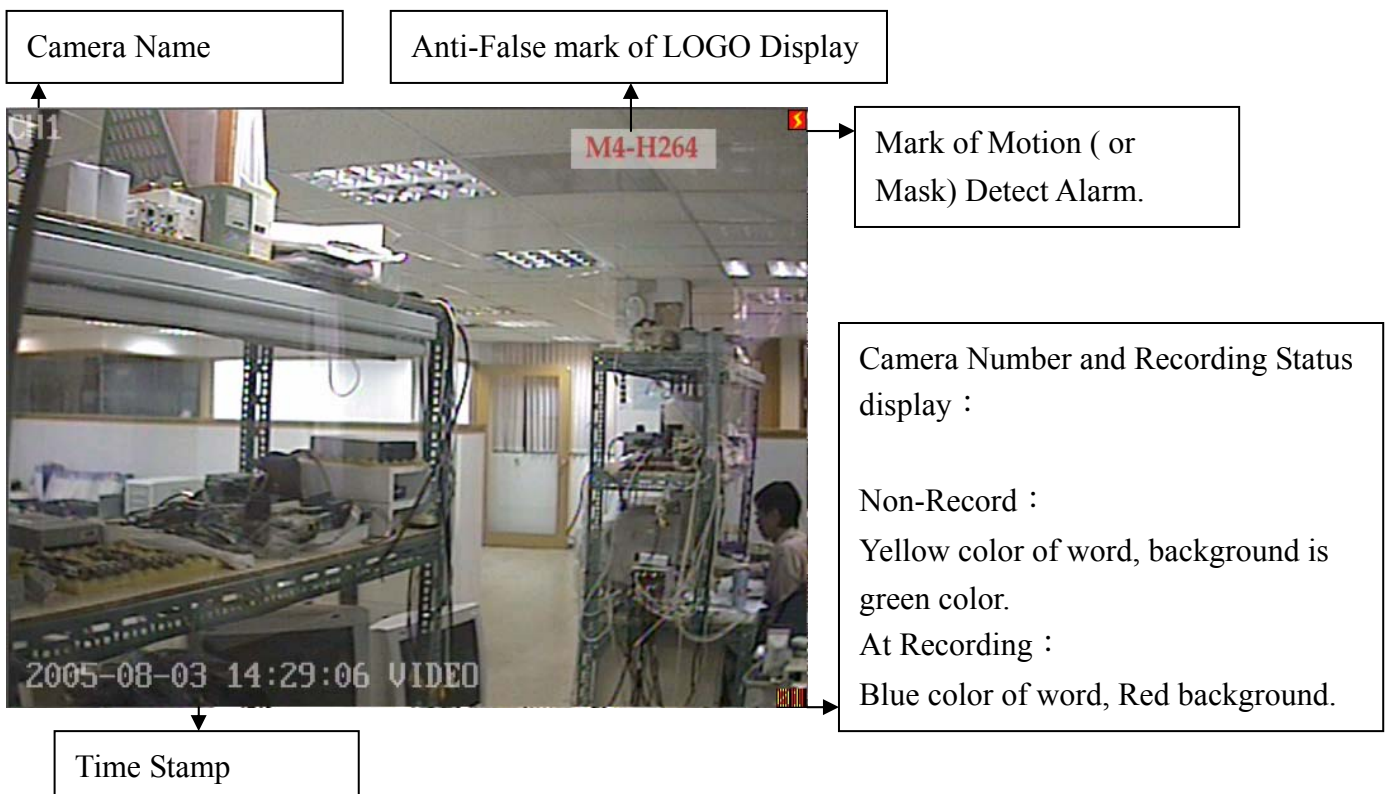 Camera Name
Anti-False mark of LOGO Display
CH1
M4-H264
Mark of Motion ( or
Mask) Detect Alarm.
Camera Number and Recording Status
display：
Non-Record：
Yellow color of word, background is
green color.
At Recording：
Blue color of word, Red background.
2005-08-03 14:29:06 VIDEO
Time Stamp